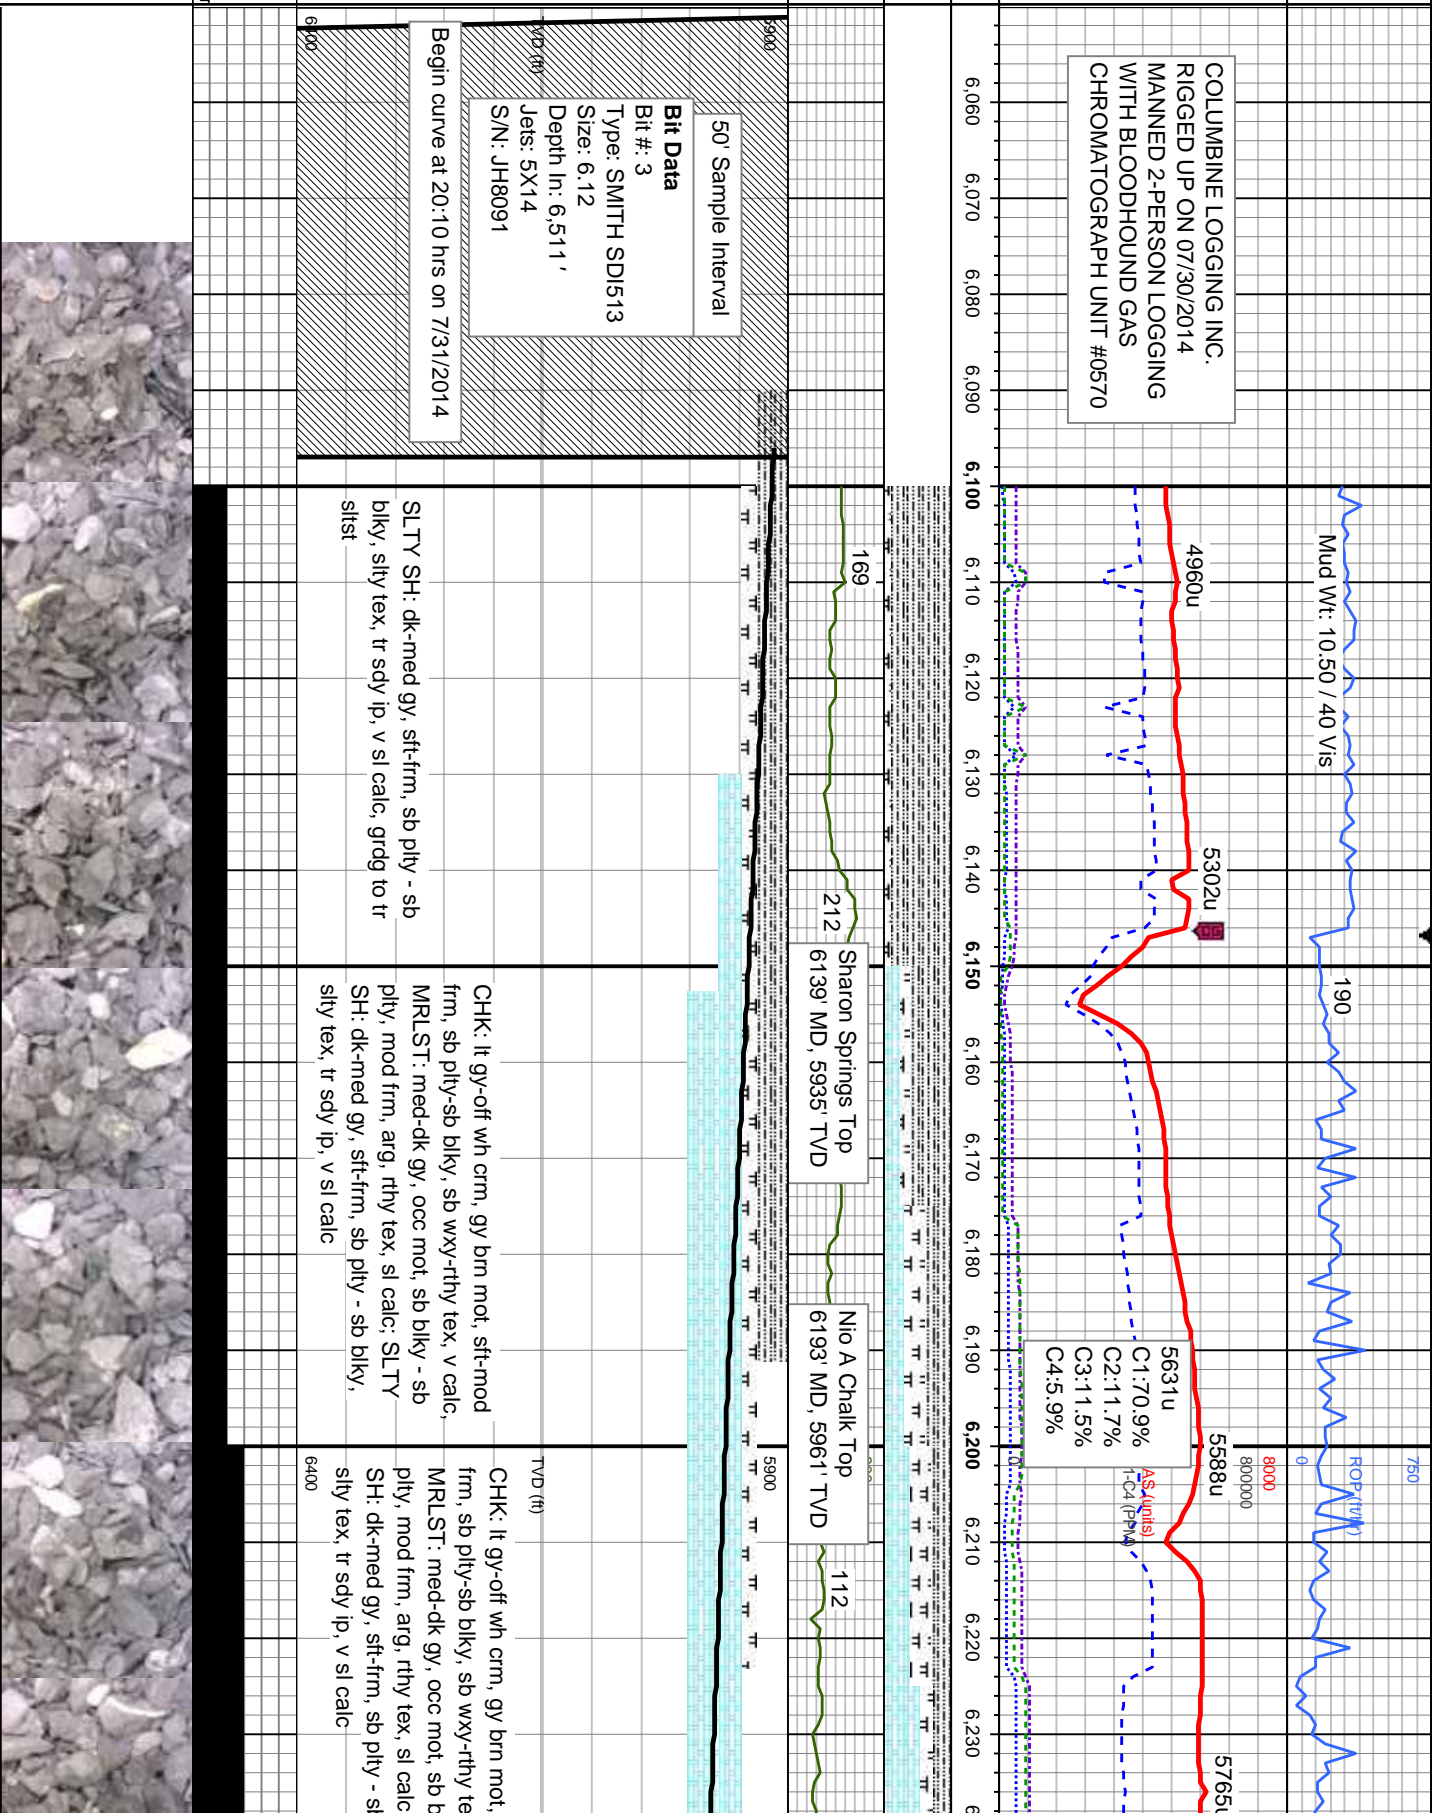 COLUMBINE LOGGING INC.
RIGGED UP ON 07/30/2014
MANNED 2-PERSON LOGGING
WITH BLOODHOUND GAS
CHROMATOGRAPH UNIT #0570
Mud Wt: 10.50 / 40 Vis
190
750
ROP (ft/hr)
0
8000
800000
4960u
5302u
5588u
5765u
5631u
C1:70.9%
C2:11.7%
C3:11.5%
C4:5.9%
AS (units)
1-C4 (PPM)
0
6,060
6,070
6,080
6,090
6,100
6,110
6,120
6,130
6,140
6,150
6,160
6,170
6,180
6,190
6,200
6,210
6,220
6,230
169
212
Sharon Springs Top
6139' MD, 5935' TVD
Nio A Chalk Top
6193' MD, 5961' TVD
112
5900
TVD (ft)
6400
50' Sample Interval
Bit Data
Bit #: 3
Type: SMITH SDI513
Size: 6.12
Depth In: 6,511'
Jets: 5X14
S/N: JH8091
Begin curve at 20:10 hrs on 7/31/2014
SLTY SH: dk-med gy, sft-frm, sb plty - sb
blky, slty tex, tr sdy ip, v sl calc, grdg to tr
sltst
CHK: lt gy-off wh crm, gy brn mot, sft-mod
frm, sb plty-sb blky, sb wxy-rthy tex, v calc,
MRLST: med-dk gy, occ mot, sb blky - sb
plty, mod frm, arg, rthy tex, sl calc; SLTY
SH: dk-med gy, sft-frm, sb plty - sb blky,
slty tex, tr sdy ip, v sl calc
5900
TVD (ft)
6400
CHK: lt gy-off wh crm, gy brn mot,
frm, sb plty-sb blky, sb wxy-rthy te
MRLST: med-dk gy, occ mot, sb b
plty, mod frm, arg, rthy tex, sl calc
SH: dk-med gy, sft-frm, sb plty - sl
slty tex, tr sdy ip, v sl calc